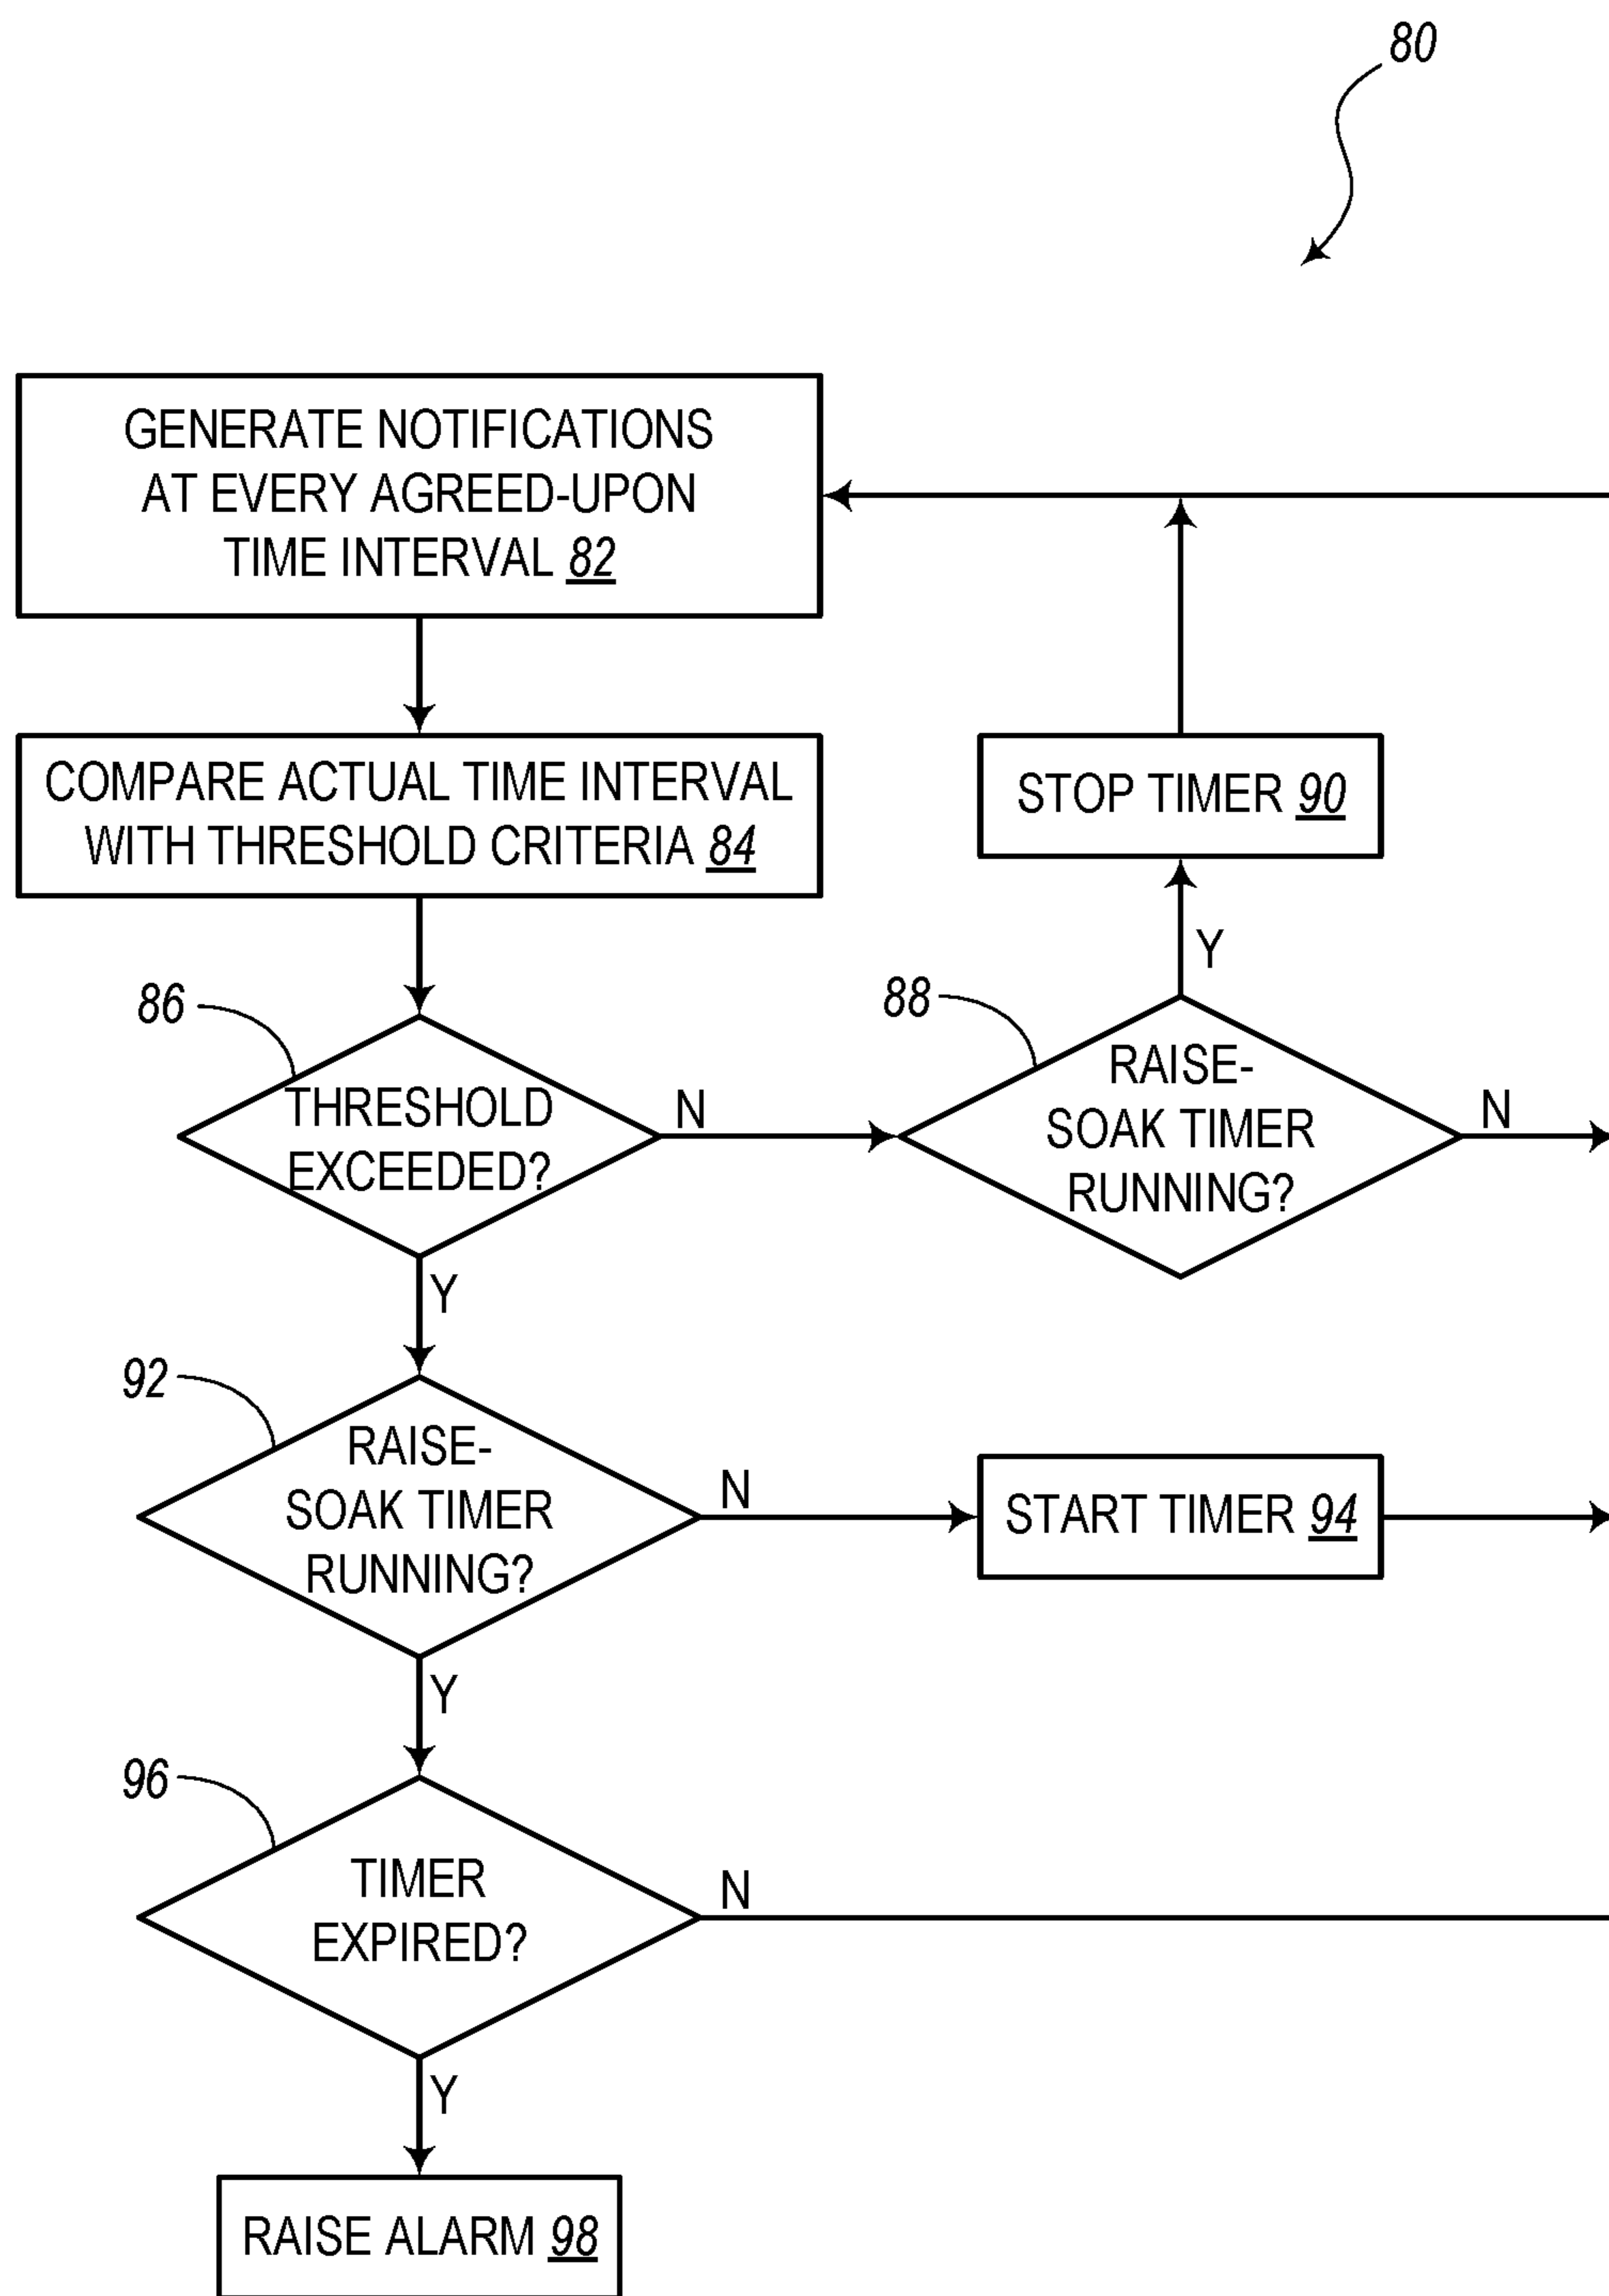 80
GENERATE NOTIFICATIONS
AT EVERY AGREED-UPON
TIME INTERVAL 82
COMPARE ACTUAL TIME INTERVAL
WITH THRESHOLD CRITERIA 84
STOP TIMER 90
Y
86
THRESHOLD
EXCEEDED?
N
88
RAISE-
SOAK TIMER
RUNNING?
N
Y
92
RAISE-
SOAK TIMER
RUNNING?
N
START TIMER 94
Y
96
TIMER
EXPIRED?
N
Y
RAISE ALARM 98